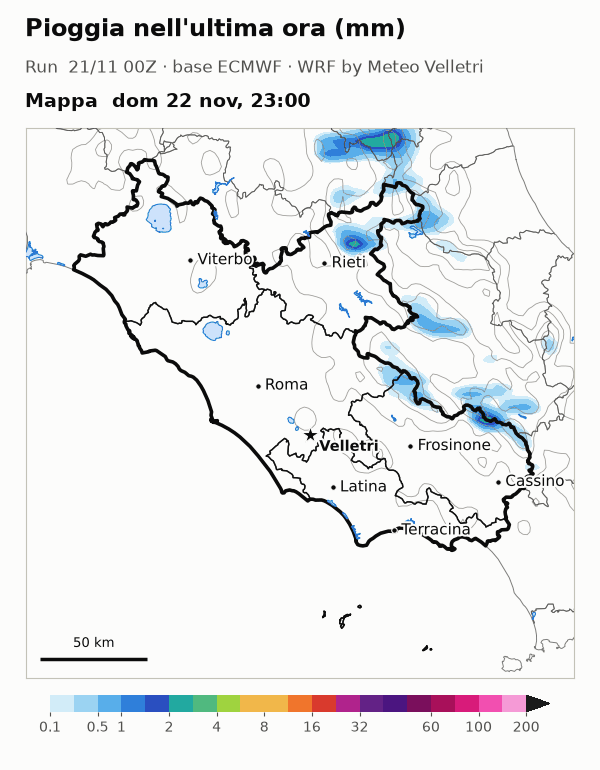 Pioggia nell'ultima ora (mm)
Run  21/11 00Z · base ECMWF · WRF by Meteo Velletri
Mappa  dom 22 nov, 23:00
Viterbo
Rieti
Roma
Velletri
Frosinone
Latina
Cassino
Terracina
50 km
0.1 0.5 1 2 4 8 16 32 60 100 200